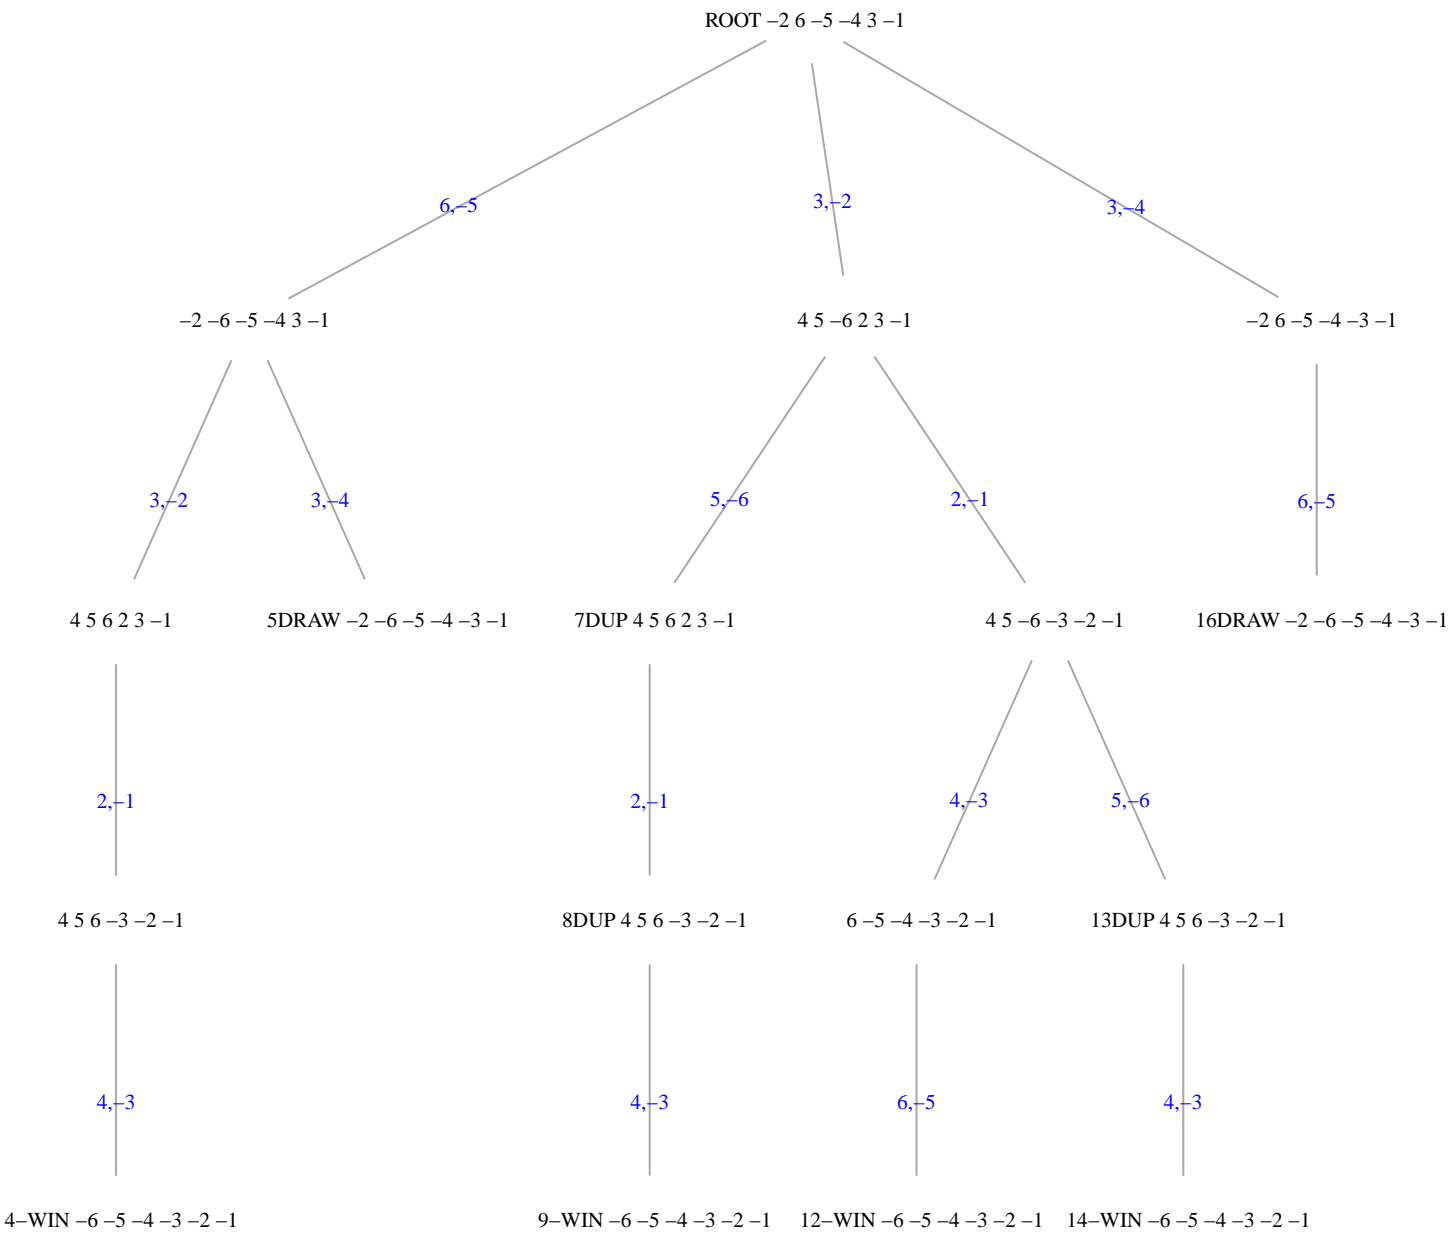 ROOT –2 6 –5 –4 3 –1
6,–5
3,–2
3,–4
–2 –6 –5 –4 3 –1
4 5 –6 2 3 –1
–2 6 –5 –4 –3 –1
3,–2
3,–4
5,–6
2,–1
6,–5
4 5 6 2 3 –1
5DRAW –2 –6 –5 –4 –3 –1
7DUP 4 5 6 2 3 –1
4 5 –6 –3 –2 –1
16DRAW –2 –6 –5 –4 –3 –1
2,–1
2,–1
4,–3
5,–6
4 5 6 –3 –2 –1
8DUP 4 5 6 –3 –2 –1
6 –5 –4 –3 –2 –1
13DUP 4 5 6 –3 –2 –1
4,–3
4,–3
6,–5
4,–3
4–WIN –6 –5 –4 –3 –2 –1
9–WIN –6 –5 –4 –3 –2 –1
12–WIN –6 –5 –4 –3 –2 –1
14–WIN –6 –5 –4 –3 –2 –1